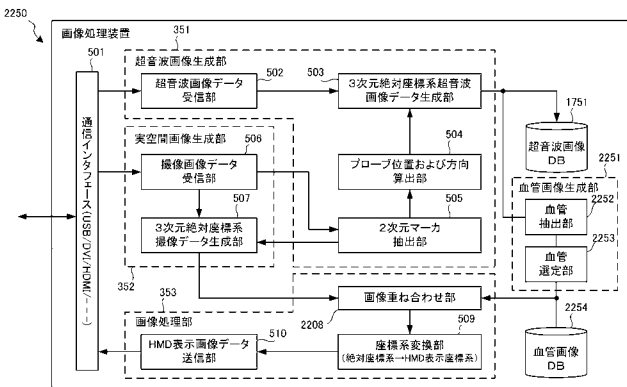 2250
画像処理装置
501
通信インタフェース(USB/DVI/HDMI/---)
351
超音波画像生成部
超音波画像データ
受信部
502
503
3次元絶対座標系超音波
画像データ生成部
1751
超音波画像
DB
504
プローブ位置および方向
算出部
505
2次元マーカ
抽出部
実空間画像生成部
506
撮像画像データ
受信部
507
3次元絶対座標系
撮像データ生成部
352
2251
血管画像生成部
2252
血管
抽出部
2253
血管
選定部
353
画像処理部
2208
画像重ね合わせ部
509
座標系変換部
(絶対座標系→HMD表示座標系)
510
HMD表示画像データ
送信部
2254
血管画像
DB